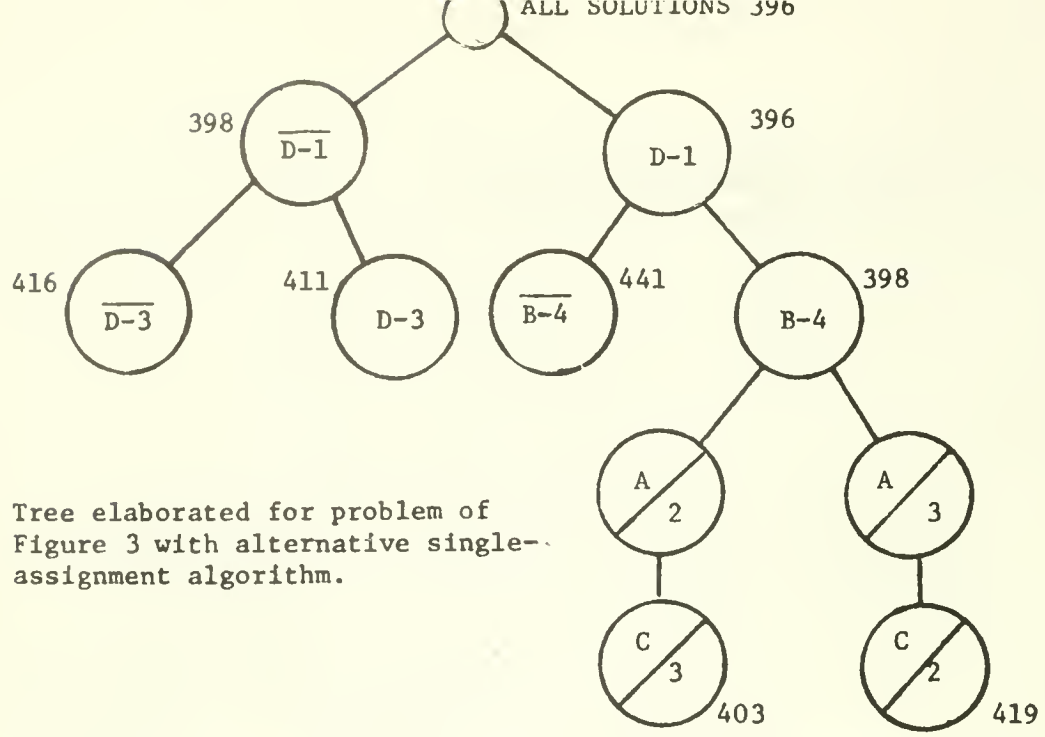 ALL SOLUTIONS 396
398
D-1
D-1
396
416
D-3
411
D-3
B-4
441
B-4
398
A
2
A
3
Tree elaborated for problem of
Figure 3 with alternative single-
assignment algorithm.
C
3
403
C
2
419